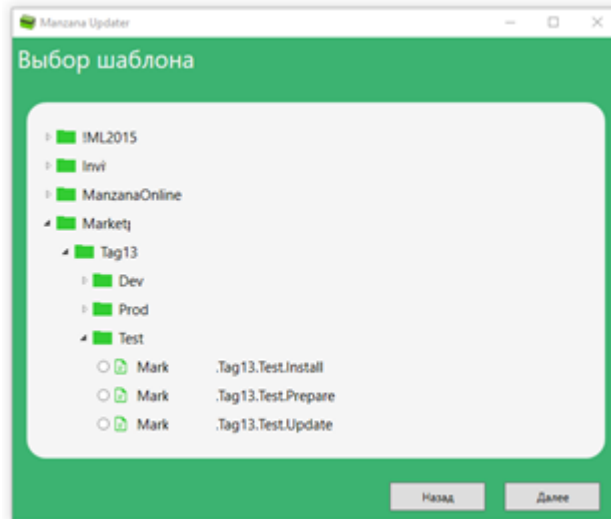 Manzana Updater
Выбор шаблона
!ML2015
Invi
ManzanaOnline
Market
Tag13
Dev
Prod
Test
Mark .Tag13.Test.Install
Mark .Tag13.Test.Prepare
Mark .Tag13.Test.Update
Назад
Далее